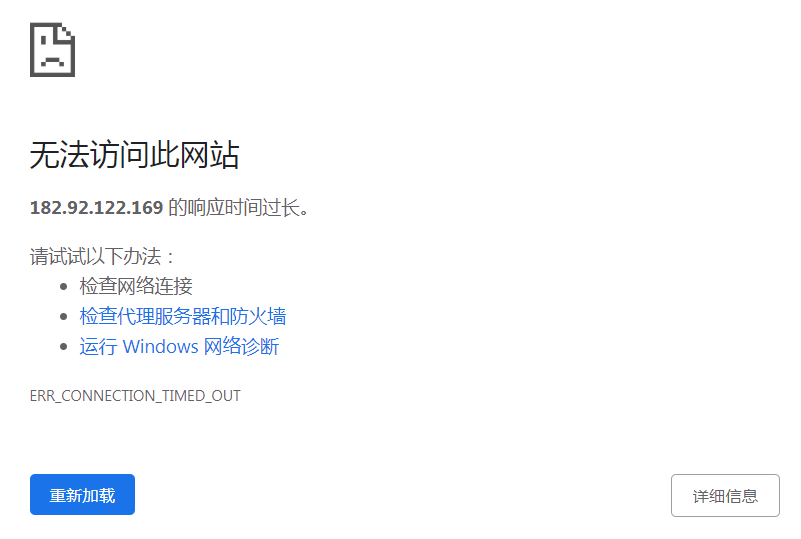 无法访问此网站
182.92.122.169 的响应时间过长。
请试试以下办法：
检查网络连接
检查代理服务器和防火墙
运行 Windows 网络诊断
ERR_CONNECTION_TIMED_OUT
重新加载
详细信息